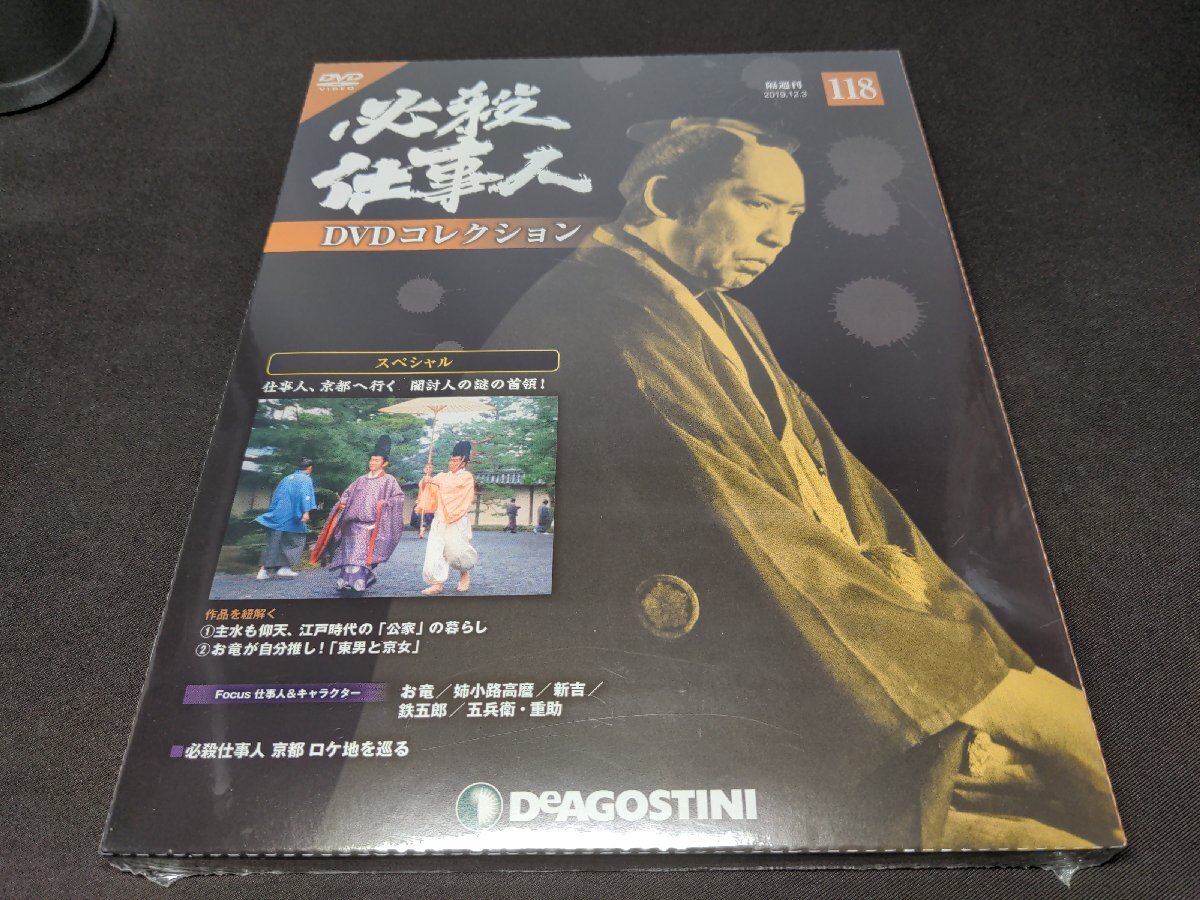 DVD
VIDEO
必殺
仕事人
DVDコレクション
隔週刊
2019.12.3
118
スペシャル
仕事人、京都へ行く 闇討人の謎の首領!
作品を紐解く
①主水も仰天、江戸時代の「公家」の暮らし
②お竜が自分推し!「東男と京女」
Focus 仕事人&キャラクター
お竜/姉小路高麿/新吉/
鉄五郎/五兵衛・重助
■必殺仕事人 京都 ロケ地を巡る
DeAGOSTINI